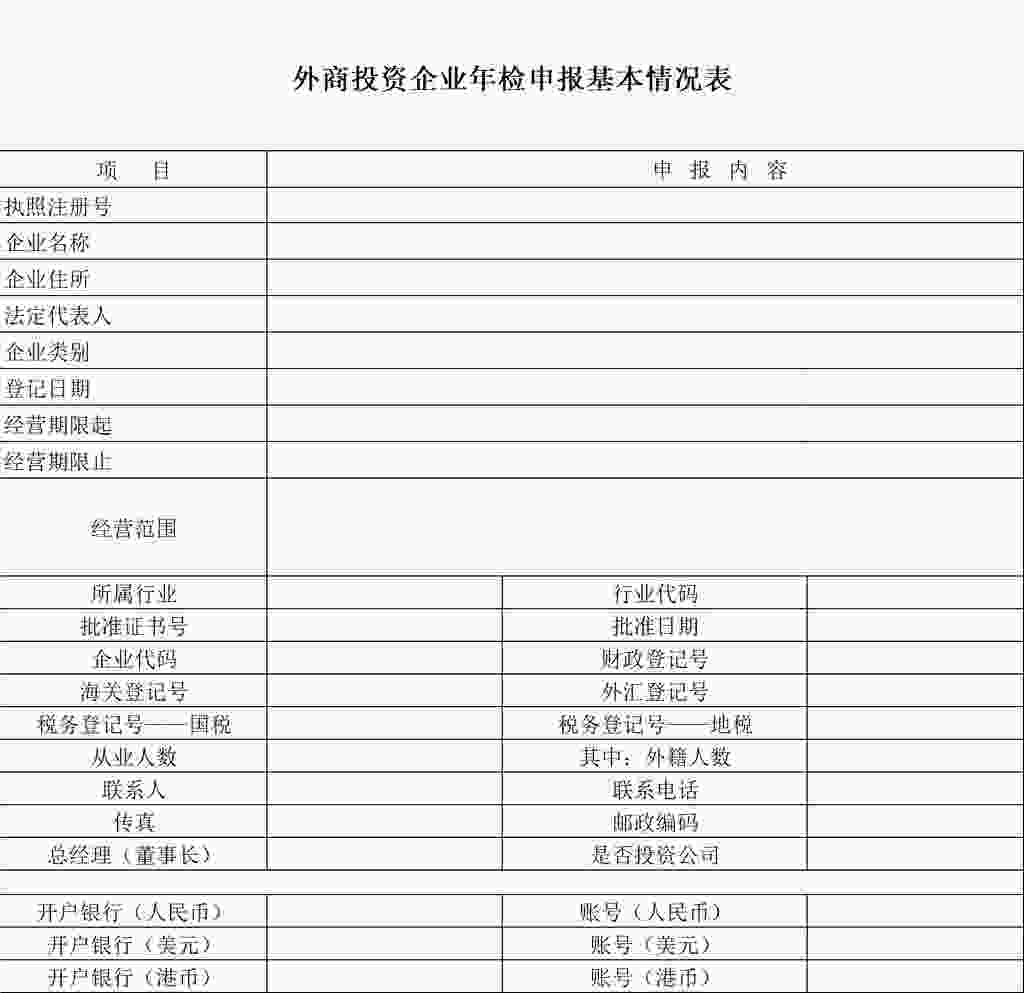 外商投资企业年检申报基本情况表
项 目 申 报 内 容
执照注册号
企业名称
企业住所
法定代表人
企业类别
登记日期
经营期限起
经营期限止
经营范围
所属行业 行业代码
批准证书号 批准日期
企业代码 财政登记号
海关登记号 外汇登记号
税务登记号——国税 税务登记号——地税
从业人数 其中：外籍人数
联系人 联系电话
传真 邮政编码
总经理（董事长） 是否投资公司
开户银行（人民币） 账号（人民币）
开户银行（美元） 账号（美元）
开户银行（港币） 账号（港币）